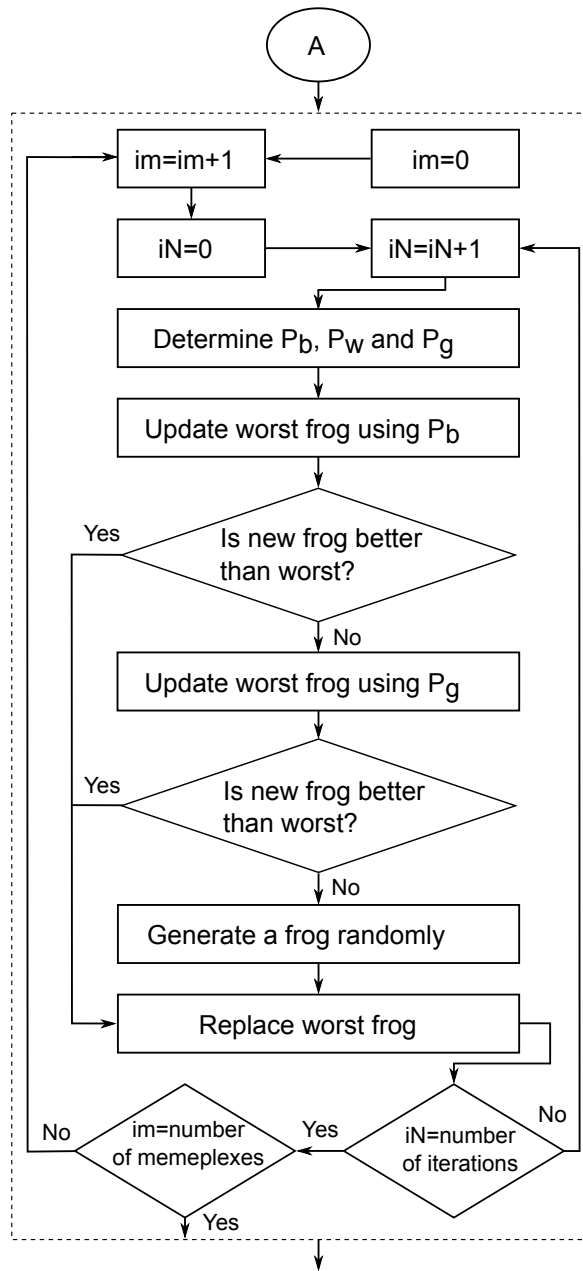 A
im=im+1
im=0
iN=0
iN=iN+1
Determine Pb, Pw and Pg
Update worst frog using Pb
Yes
Is new frog better
than worst?
No
Update worst frog using Pg
Yes
Is new frog better
than worst?
No
Generate a frog randomly
Replace worst frog
No
im=number
of memeplexes
Yes
iN=number
of iterations
No
Yes